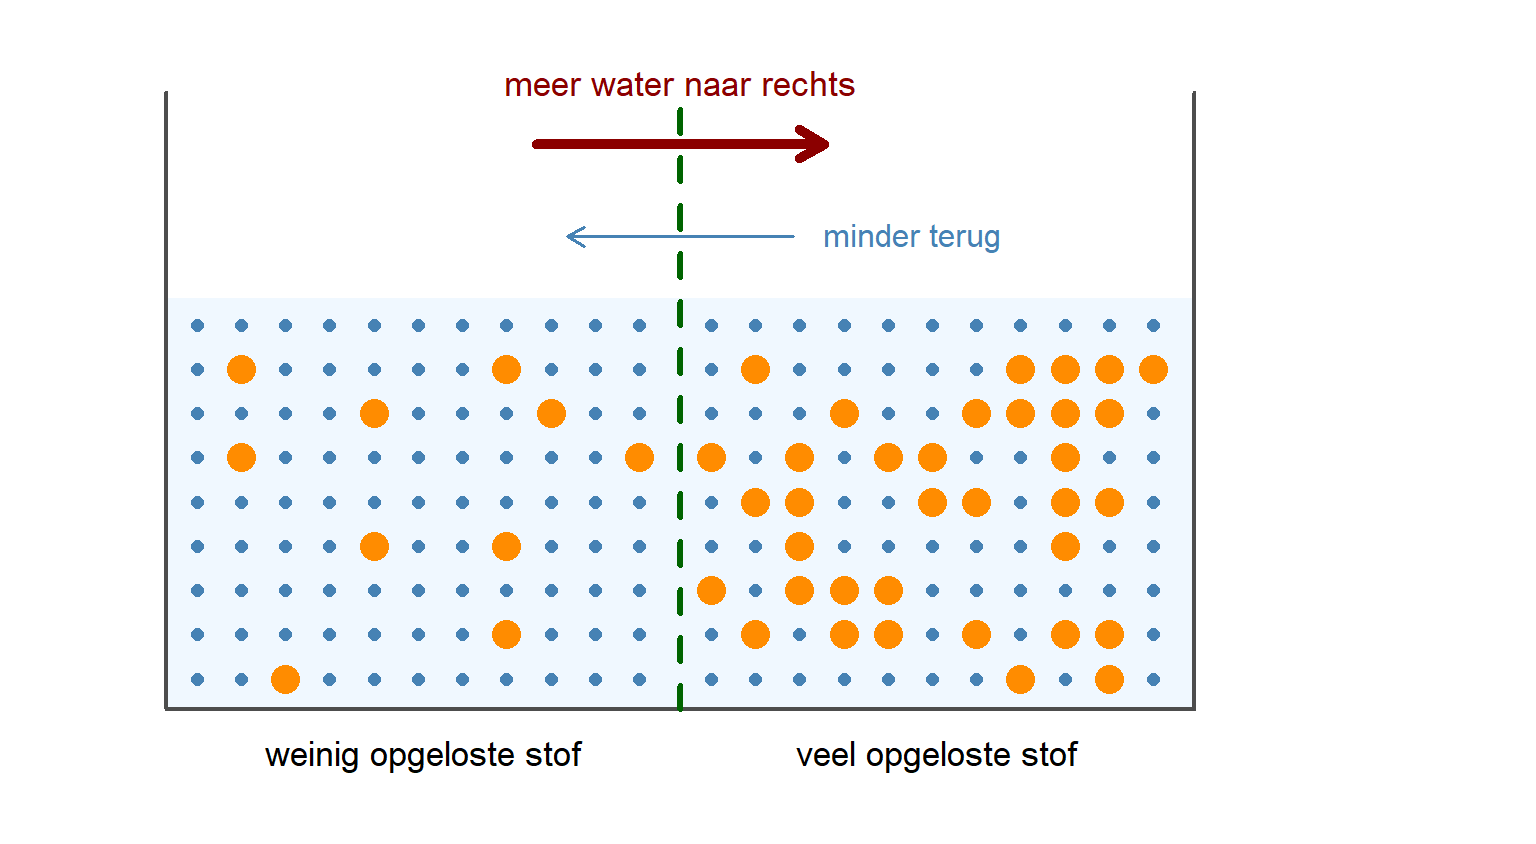 meer water naar rechts
minder terug
weinig opgeloste stof
veel opgeloste stof